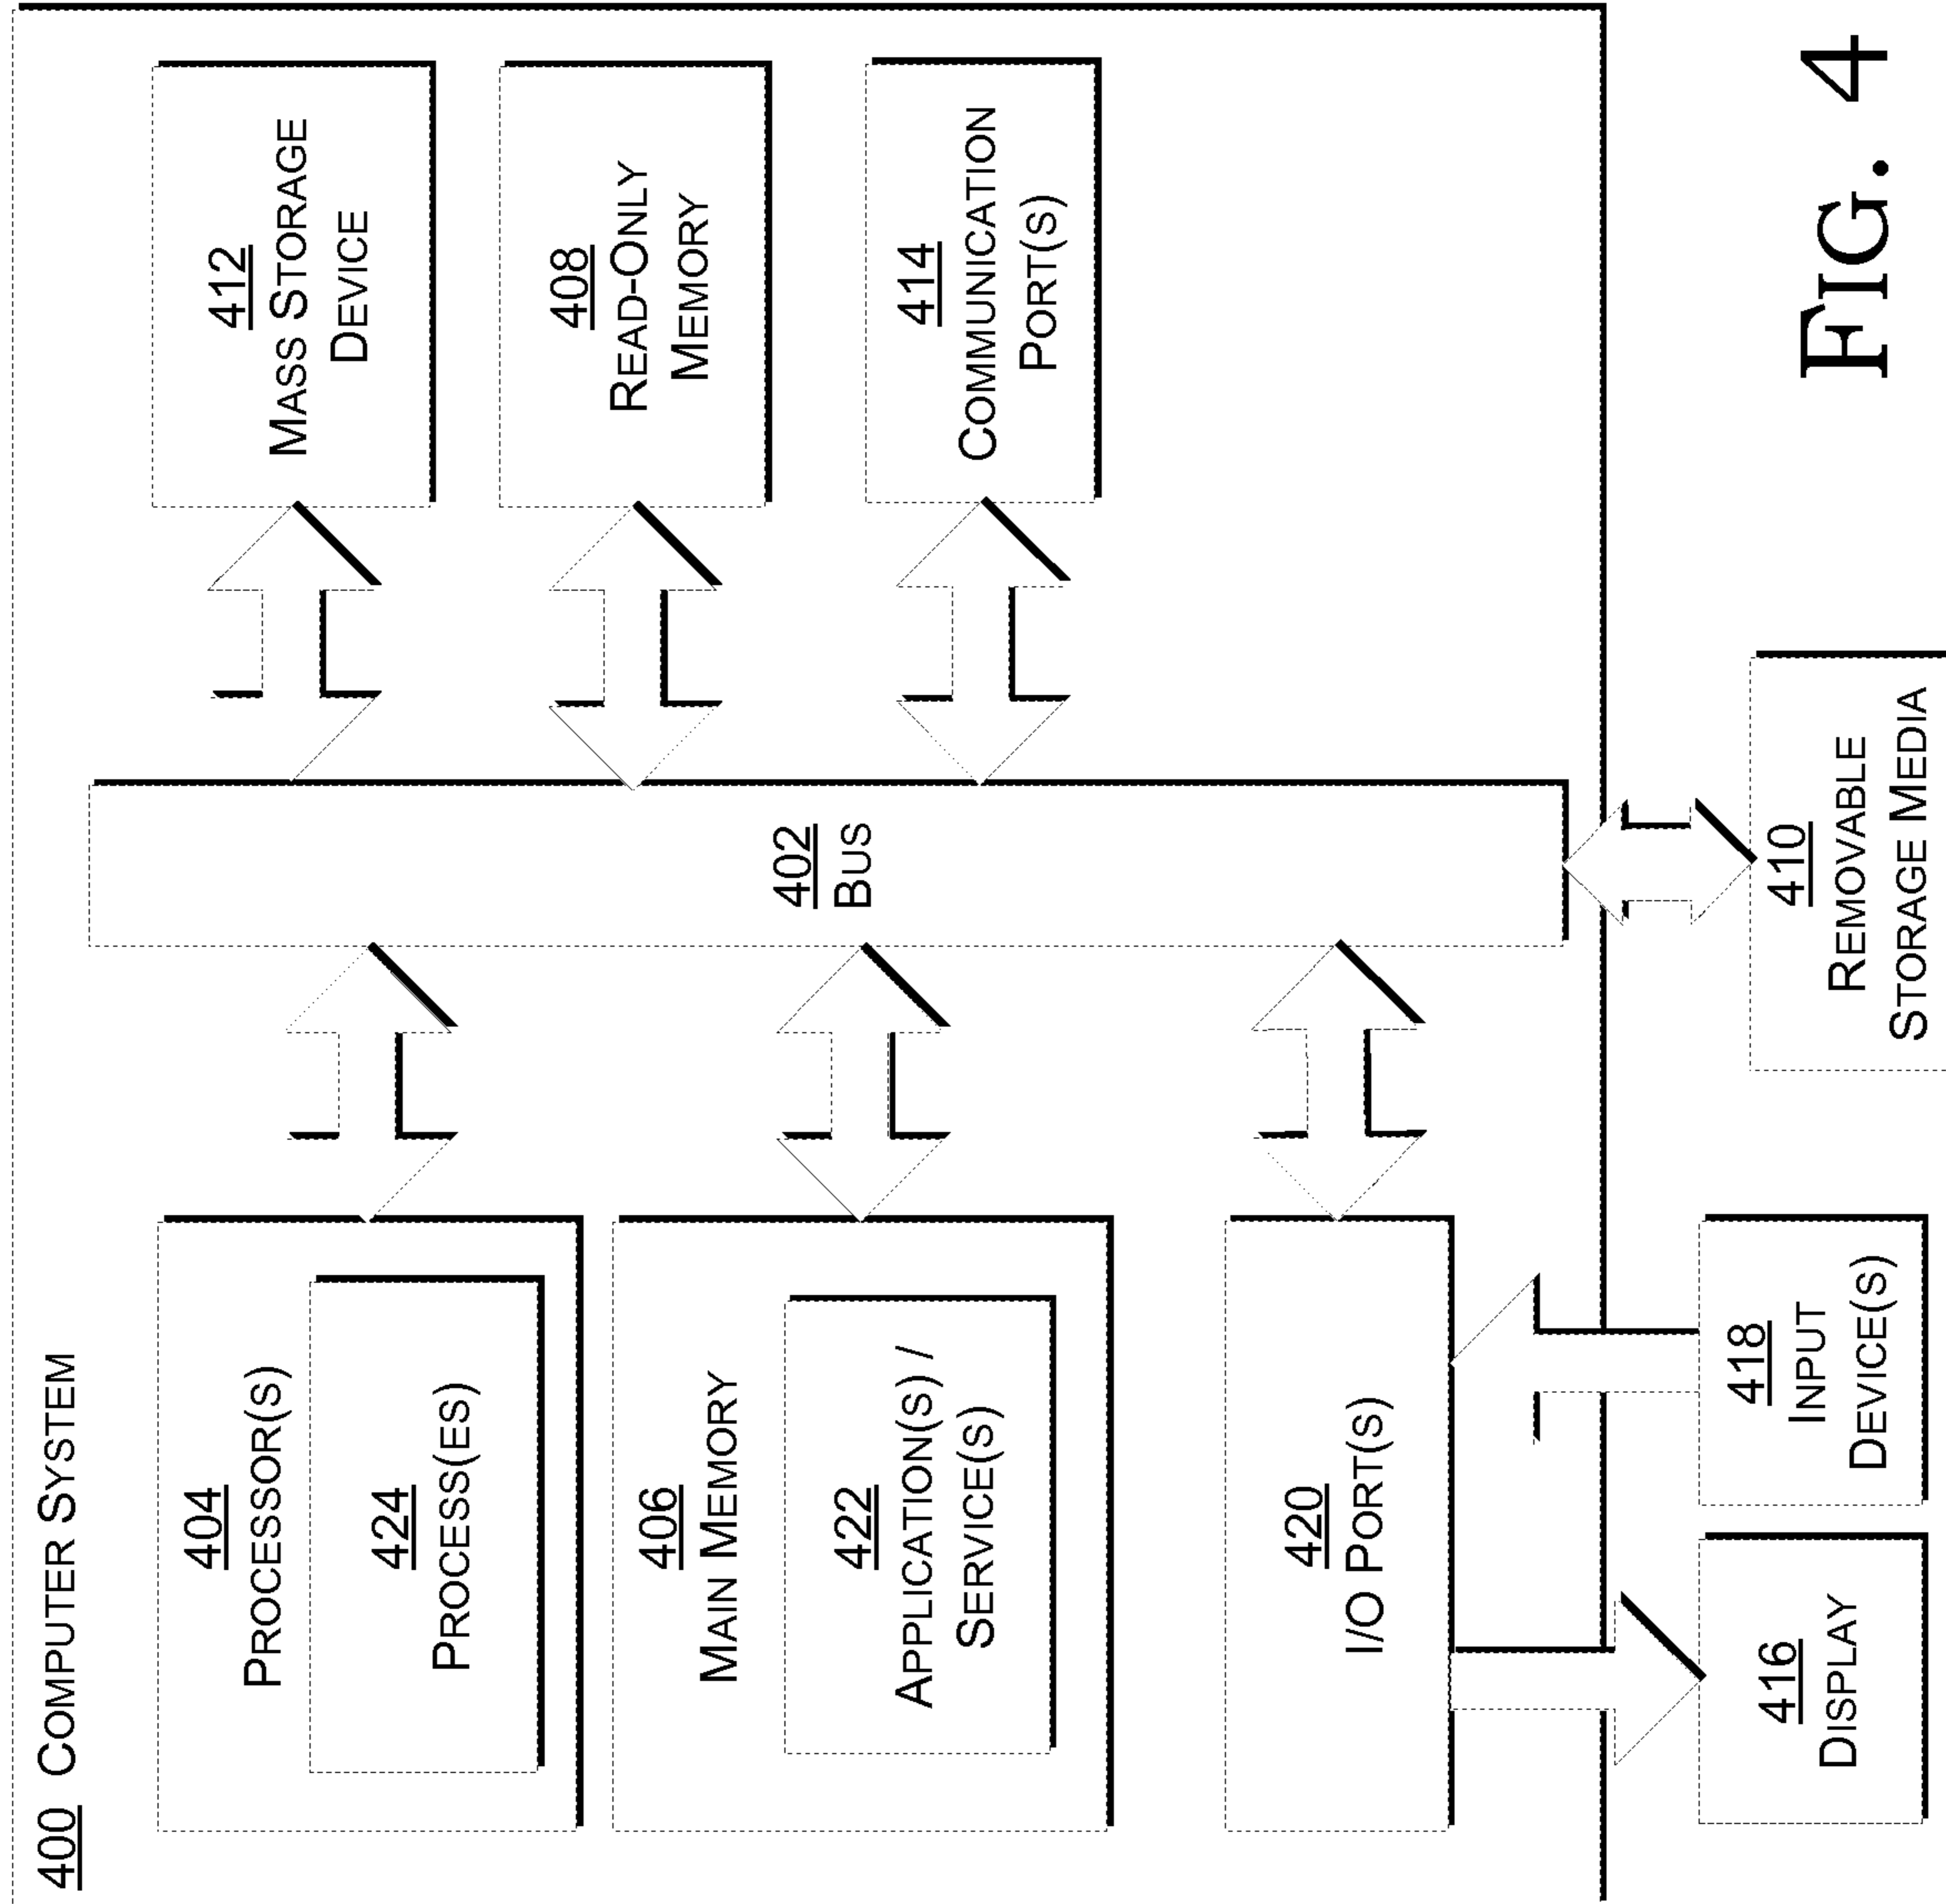 400 COMPUTER SYSTEM
404
PROCESSOR(S)
424
PROCESS(ES)
406
MAIN MEMORY
422
APPLICATION(S) /
SERVICE(S)
420
I/O PORT(S)
402
BUS
412
MASS STORAGE
DEVICE
408
READ-ONLY
MEMORY
414
COMMUNICATION
PORT(S)
416
DISPLAY
418
INPUT
DEVICE(S)
410
REMOVABLE
STORAGE MEDIA
FIG. 4